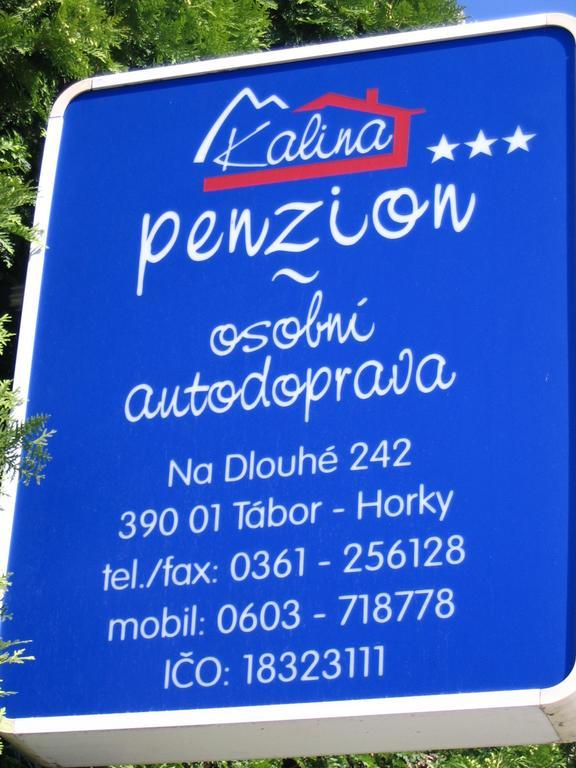 Kalina
penzion
~
osobní
autodoprava
Na Dlouhé 242
390 01 Tábor - Horky
tel./fax: 0361 - 256128
mobil: 0603 - 718778
IČO: 18323111